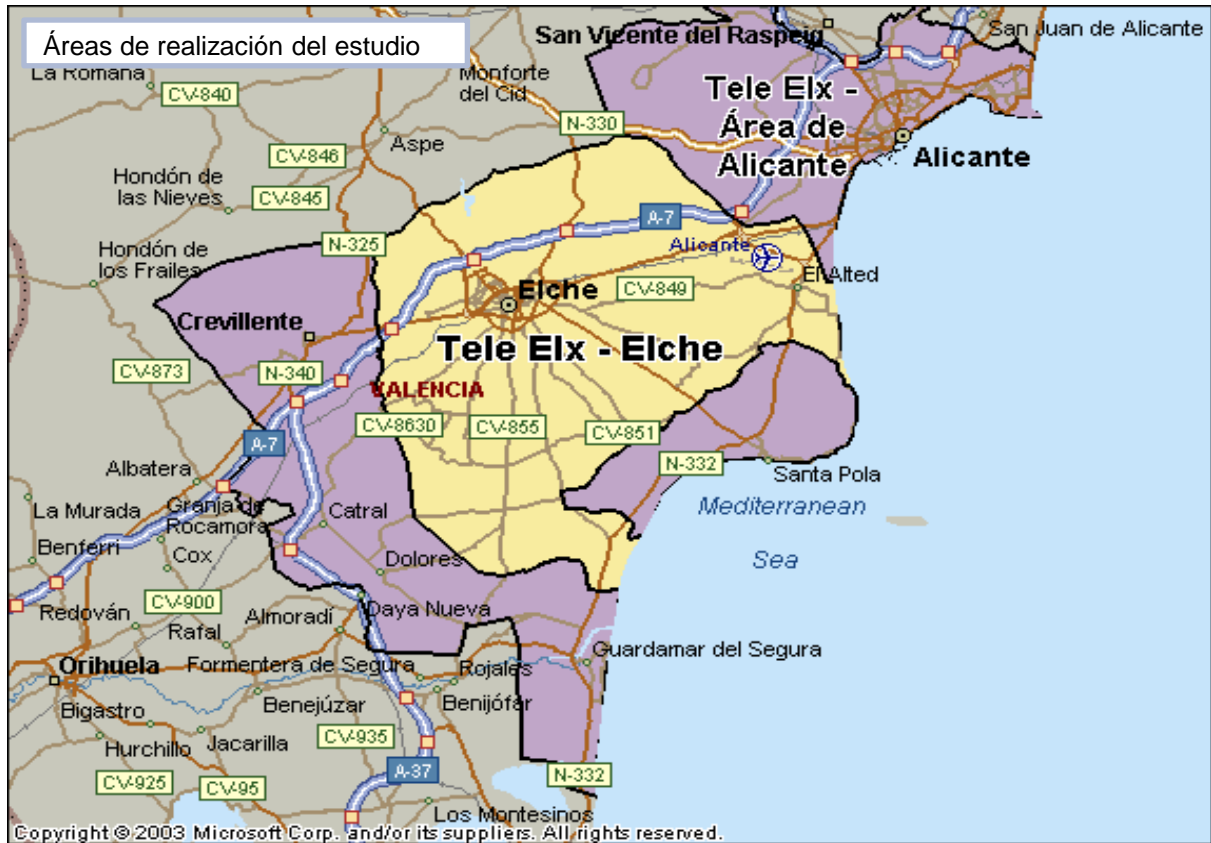 Áreas de realización del estudio
San Vicente del Raspeig
San Juan de Alicante
La Romana
CV-840
Monforte
del Cid
Tele Elx -
Área de
Alicante
N-330
CV-846
Aspe
Alicante
Hondón de
las Nieves
CV-845
A-7
N-325
Alicante
Hondón de
los Frailes
El Alted
Elche
CV-849
Crevillente
Tele Elx - Elche
CV-873
N-340
VALENCIA
CV-8630
CV-855
CV-851
A-7
N-332
Albatera
Santa Pola
La Murada
Granja de
Rocamora
Catral
Mediterranean
Sea
Benferri
Cox
Dolores
CV-900
Redován
Almoradí
Daya Nueva
Rafal
Guardamar del Segura
Orihuela
Formentera de Segura
Rojales
Bigastro
Benejúzar
Benijófar
Hurchillo
Jacarilla
CV-935
CV-925
CV-95
A-37
N-332
Los Montesinos
Copyright © 2003 Microsoft Corp. and/or its suppliers. All rights reserved.